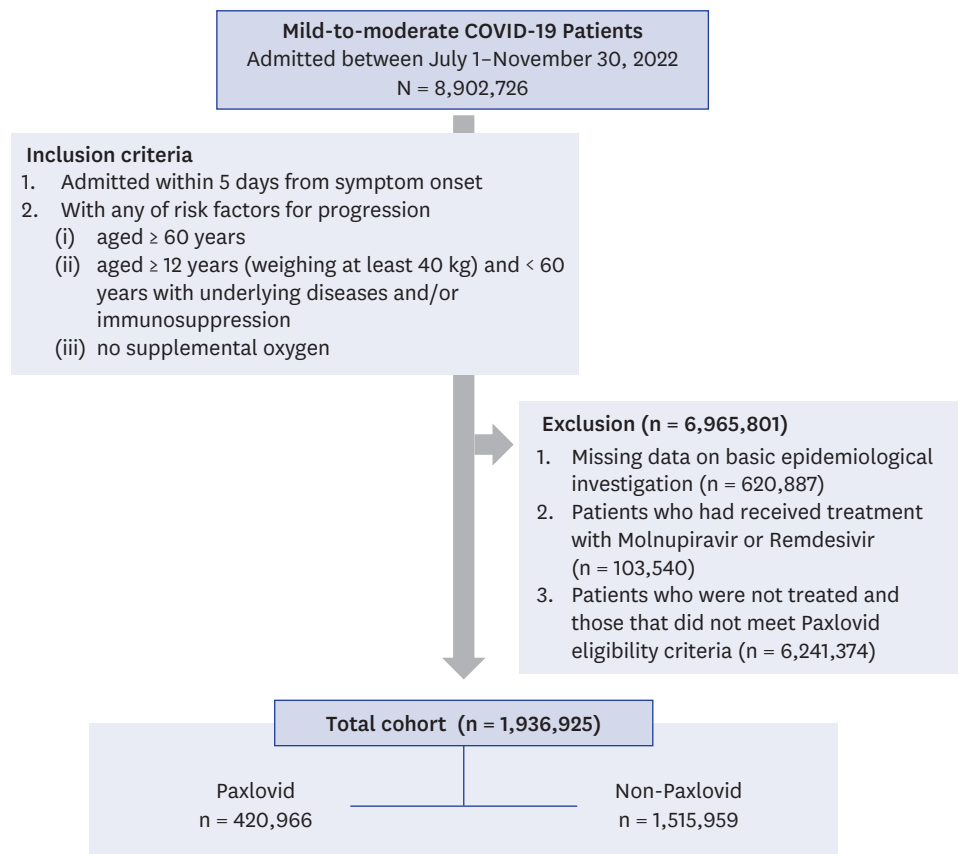 Mild-to-moderate COVID-19 Patients
Admitted between July 1–November 30, 2022
N = 8,902,726
Inclusion criteria
1. Admitted within 5 days from symptom onset
2. With any of risk factors for progression
(i) aged ≥ 60 years
(ii) aged ≥ 12 years (weighing at least 40 kg) and < 60
years with underlying diseases and/or
immunosuppression
(iii) no supplemental oxygen
Exclusion (n = 6,965,801)
1. Missing data on basic epidemiological
investigation (n = 620,887)
2. Patients who had received treatment
with Molnupiravir or Remdesivir
(n = 103,540)
3. Patients who were not treated and
those that did not meet Paxlovid
eligibility criteria (n = 6,241,374)
Total cohort (n = 1,936,925)
Paxlovid
n = 420,966
Non-Paxlovid
n = 1,515,959